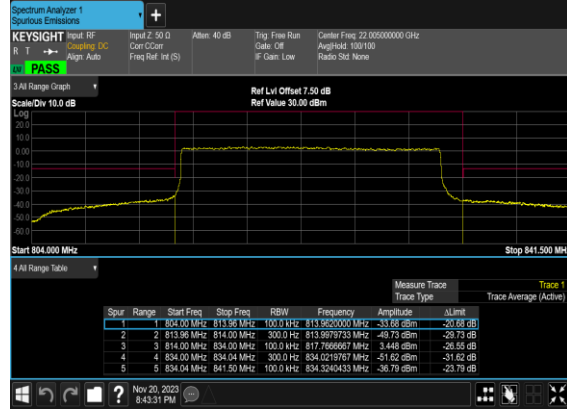 Spectrum Analyzer 1
Spurious Emissions
+
KEYSIGHT Input: RF Input Z: 50 Ω Atten: 40 dB Trig: Free Run Center Freq: 22.005000000 GHz
R T Coupling: DC Corr CCorr Gate: Off Avg|Hold: 100/100
Align: Auto Freq Ref: Int (S) IF Gain: Low Radio Std: None
PASS
3 All Range Graph
Ref Lvl Offset 7.50 dB
Scale/Div 10.0 dB Ref Value 30.00 dBm
Log
20.0
10.0
0.00
-10.0
-20.0
-30.0
-40.0
-50.0
-60.0
Start 804.000 MHz Stop 841.500 MHz
4 All Range Table
Measure Trace Trace 1
Trace Type Trace Average (Active)
Spur Range Start Freq Stop Freq RBW Frequency Amplitude ΔLimit
1 1 804.00 MHz 813.96 MHz 100.0 kHz 813.9620000 MHz -33.68 dBm -20.68 dB
2 2 813.96 MHz 814.00 MHz 300.0 Hz 813.9979733 MHz -49.73 dBm -29.73 dB
3 3 814.00 MHz 834.00 MHz 100.0 kHz 817.7666667 MHz 3.448 dBm -26.55 dB
4 4 834.00 MHz 834.04 MHz 300.0 Hz 834.0219767 MHz -51.62 dBm -31.62 dB
5 5 834.04 MHz 841.50 MHz 100.0 kHz 834.3240433 MHz -36.79 dBm -23.79 dB
? Nov 20, 2023
8:43:31 PM